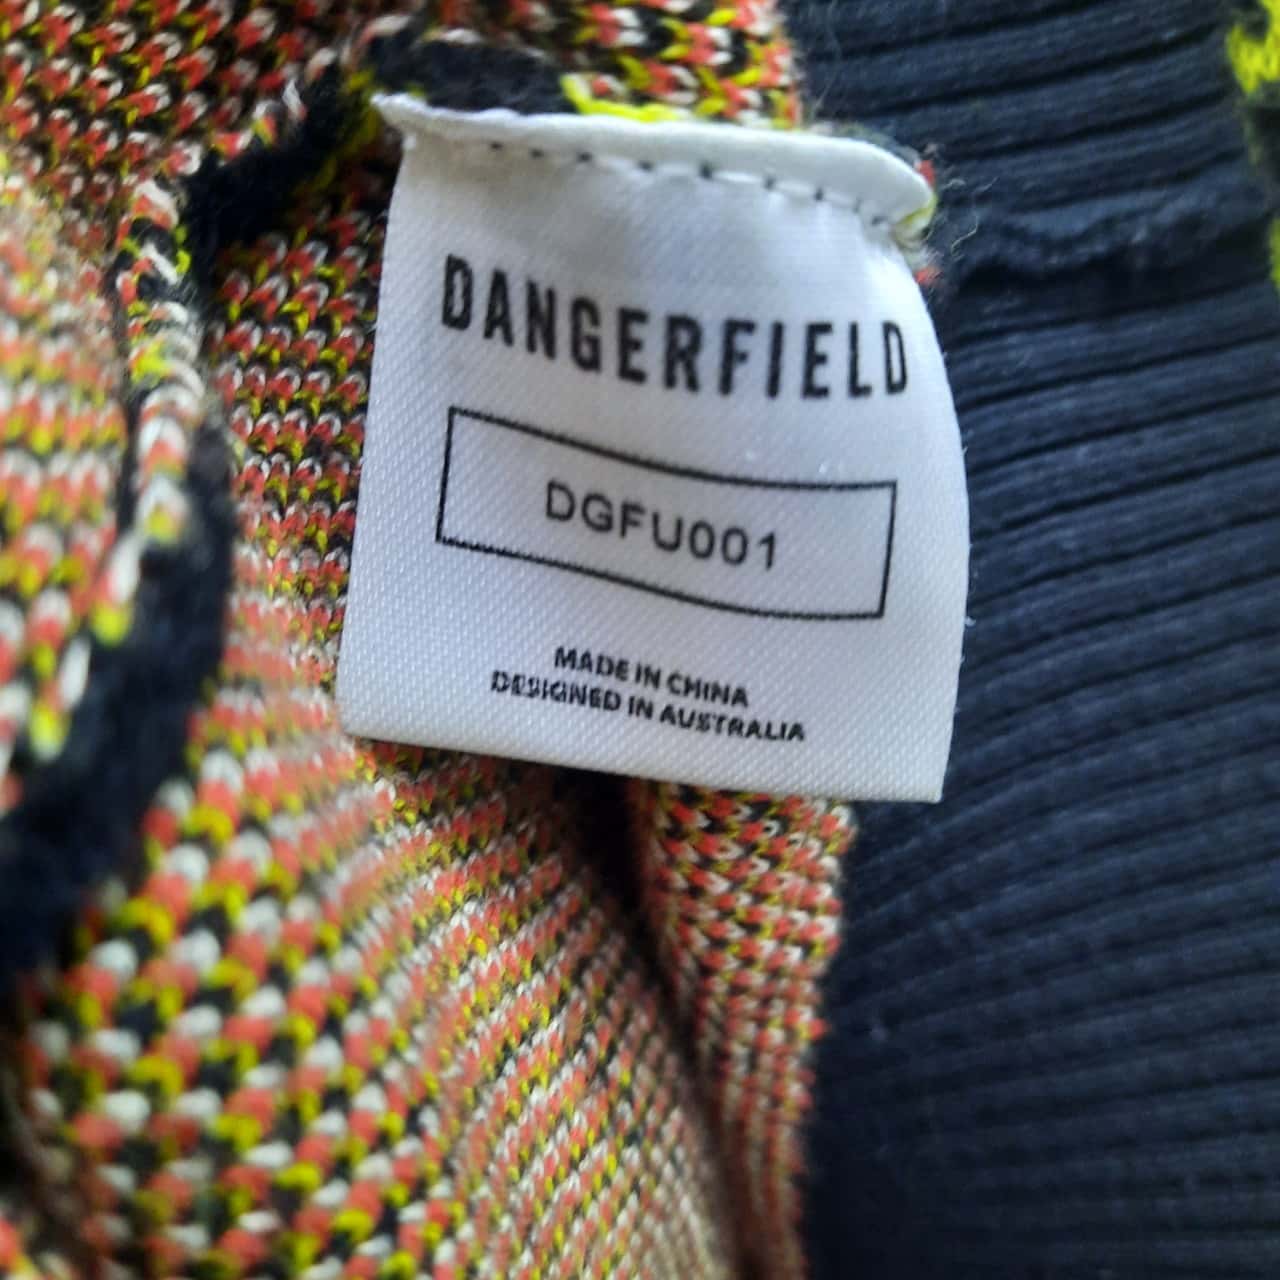 DANGERFIELD
DGFU001
MADE IN CHINA
DESIGNED IN AUSTRALIA